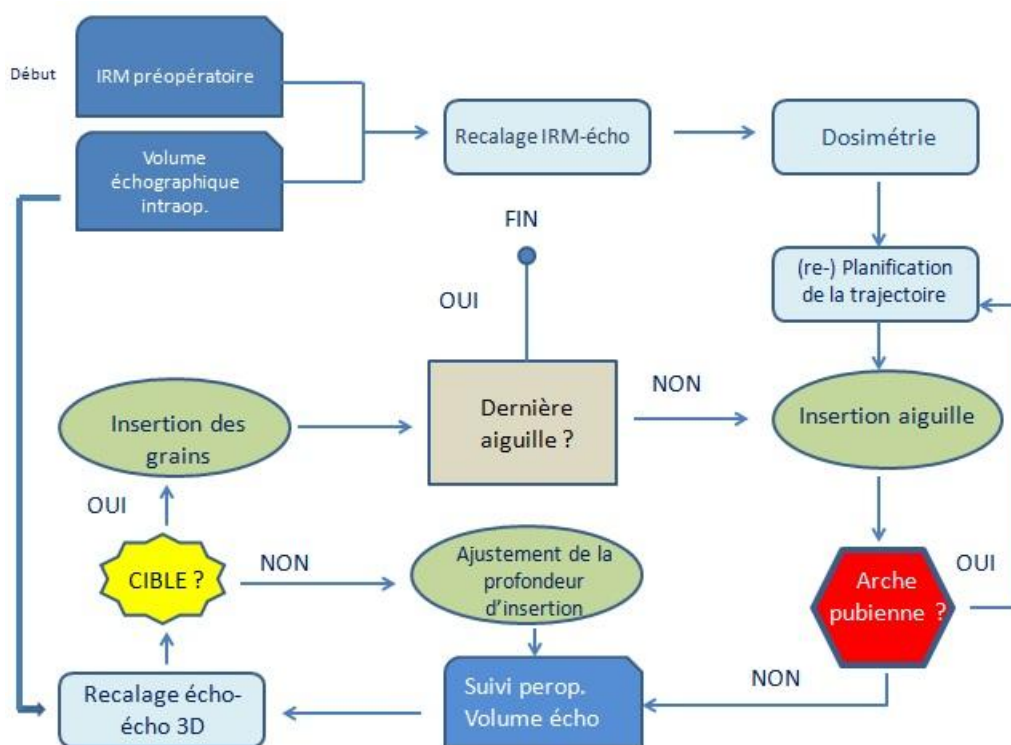 Début
IRM préopératoire
Volume
échographique
intraop.
Recalage IRM-écho
Dosimétrie
(re-) Planification
de la trajectoire
FIN
OUI
Dernière
aiguille ?
NON
Insertion aiguille
Insertion des
grains
OUI
CIBLE ?
NON
Ajustement de la
profondeur
d'insertion
Arche
pubienne ?
OUI
NON
Recalage écho-
écho 3D
Suivi perop.
Volume écho